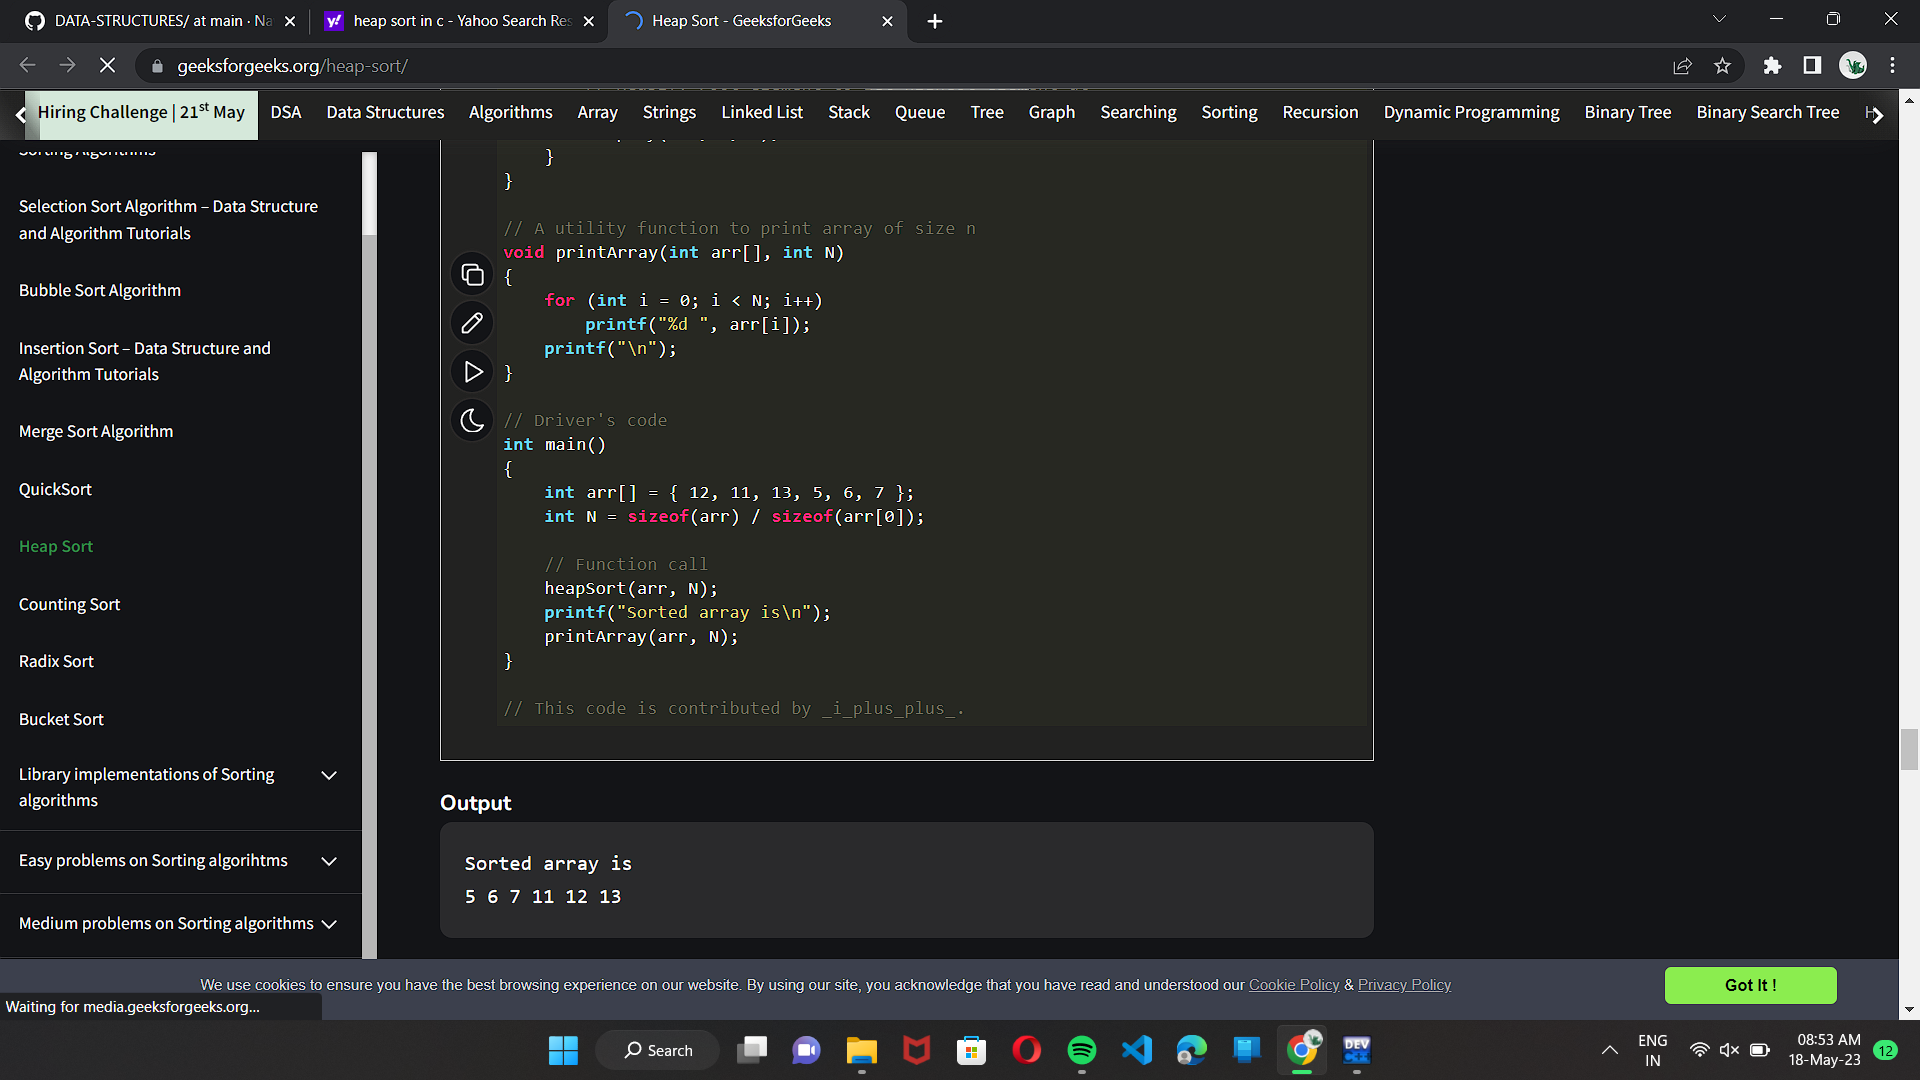 DATA-STRUCTURES/ at main · Na
heap sort in c - Yahoo Search Res
Heap Sort - GeeksforGeeks
geeksforgeeks.org/heap-sort/
Hiring Challenge | 21st May
DSA
Data Structures
Algorithms
Array
Strings
Linked List
Stack
Queue
Tree
Graph
Searching
Sorting
Recursion
Dynamic Programming
Binary Tree
Binary Search Tree
H
Sorting Algorithms
Selection Sort Algorithm – Data Structure
and Algorithm Tutorials
Bubble Sort Algorithm
Insertion Sort – Data Structure and
Algorithm Tutorials
Merge Sort Algorithm
QuickSort
Heap Sort
Counting Sort
Radix Sort
Bucket Sort
Library implementations of Sorting
algorithms
Easy problems on Sorting algorihtms
Medium problems on Sorting algorithms
}
}
// A utility function to print array of size n
void printArray(int arr[], int N)
{
for (int i = 0; i < N; i++)
printf("%d ", arr[i]);
printf("\n");
}
// Driver's code
int main()
{
int arr[] = { 12, 11, 13, 5, 6, 7 };
int N = sizeof(arr) / sizeof(arr[0]);
// Function call
heapSort(arr, N);
printf("Sorted array is\n");
printArray(arr, N);
}
// This code is contributed by _i_plus_plus_.
Output
Sorted array is
5 6 7 11 12 13
We use cookies to ensure you have the best browsing experience on our website. By using our site, you acknowledge that you have read and understood our Cookie Policy & Privacy Policy
Got It !
Waiting for media.geeksforgeeks.org...
Search
DEV
C++
ENG
IN
08:53 AM
18-May-23
12